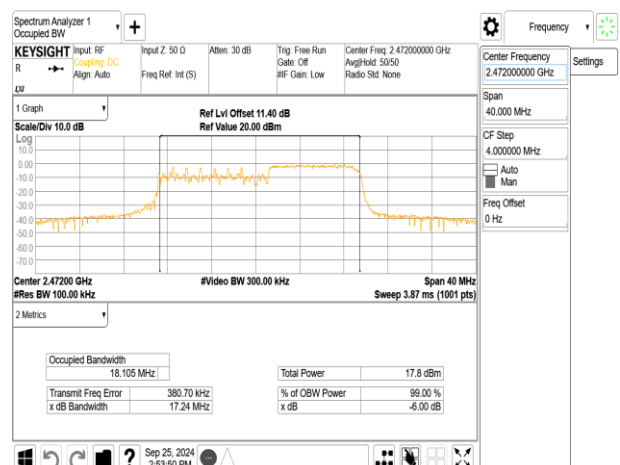 Spectrum Analyzer 1
Occupied BW
Frequency
KEYSIGHT Input: RF
R Coupling: DC
Align: Auto
LXI
Input Z: 50 Ω
Freq Ref: Int (S)
Atten: 30 dB
Trig: Free Run
Gate: Off
#IF Gain: Low
Center Freq: 2.472000000 GHz
Avg|Hold: 50/50
Radio Std: None
Center Frequency
2.472000000 GHz
Settings
Span
40.000 MHz
CF Step
4.000000 MHz
Auto
Man
Freq Offset
0 Hz
1 Graph
Scale/Div 10.0 dB
Ref Lvl Offset 11.40 dB
Ref Value 20.00 dBm
Log
10.0
0.00
-10.0
-20.0
-30.0
-40.0
-50.0
-60.0
-70.0
Center 2.47200 GHz
#Res BW 100.00 kHz
#Video BW 300.00 kHz
Span 40 MHz
Sweep 3.87 ms (1001 pts)
2 Metrics
Occupied Bandwidth
18.105 MHz
Total Power 17.8 dBm
Transmit Freq Error 380.70 kHz
% of OBW Power 99.00 %
x dB Bandwidth 17.24 MHz
x dB -6.00 dB
?
Sep 25, 2024
2:53:50 PM